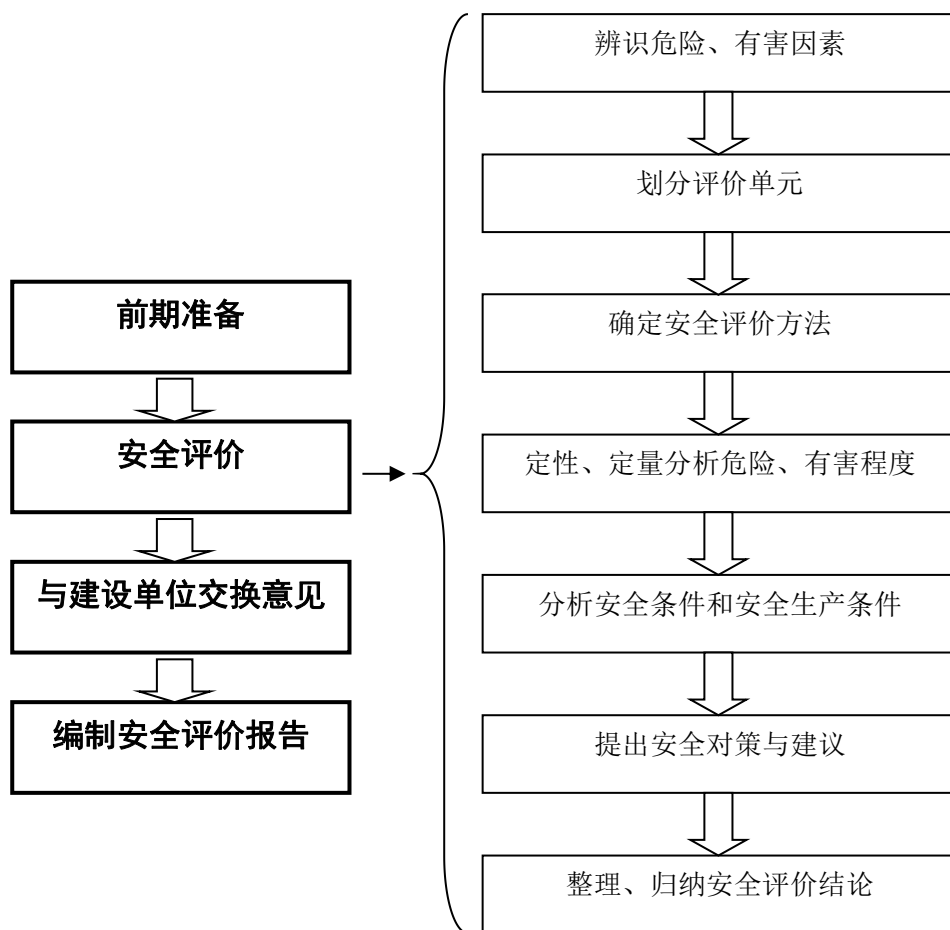 前期准备
安全评价
与建设单位交换意见
编制安全评价报告
辨识危险、有害因素
划分评价单元
确定安全评价方法
定性、定量分析危险、有害程度
分析安全条件和安全生产条件
提出安全对策与建议
整理、归纳安全评价结论